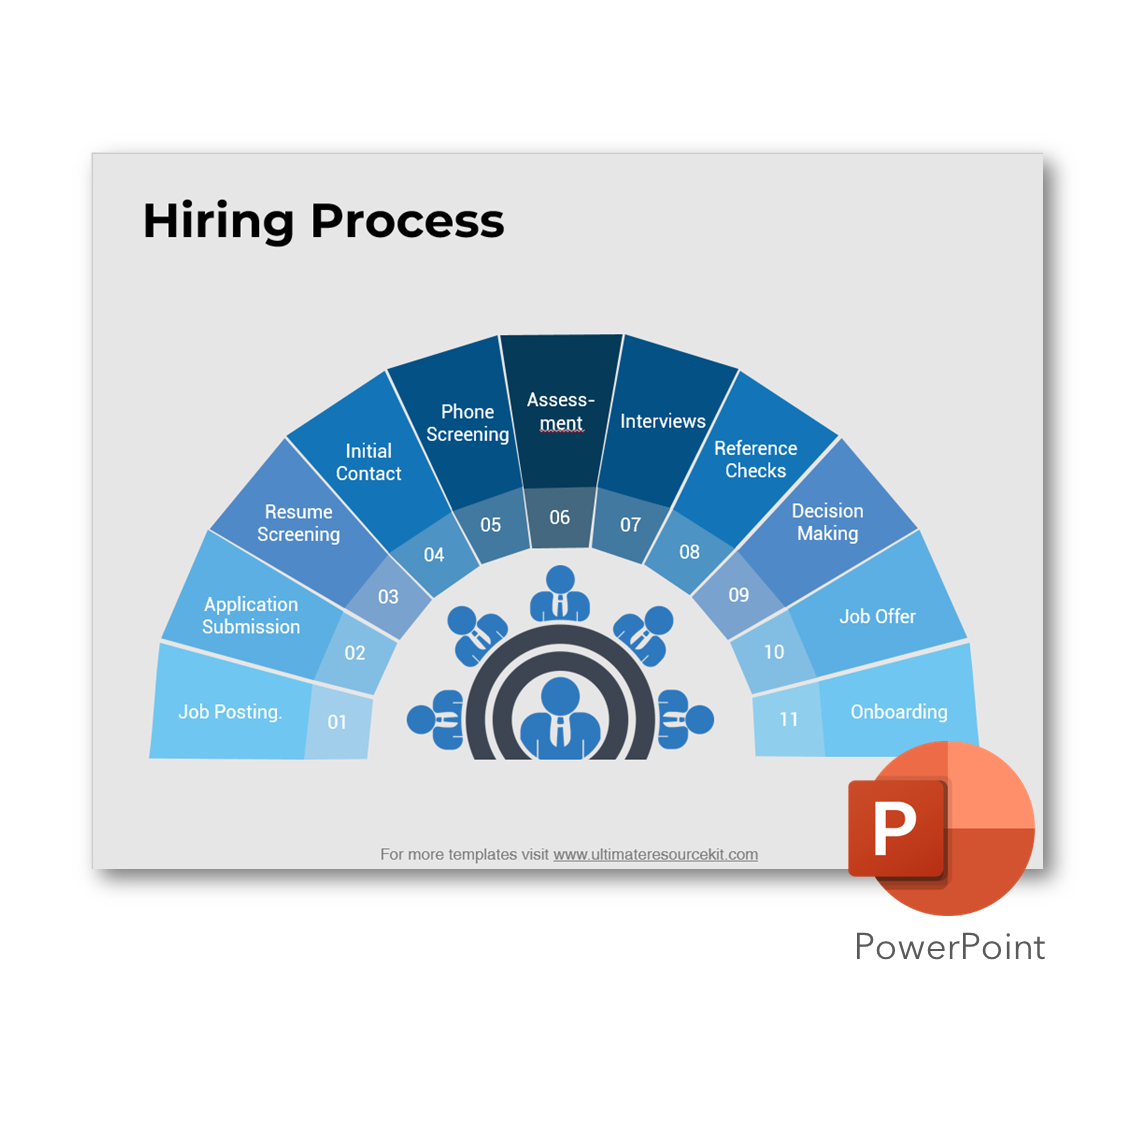 Hiring Process
Job Posting.
01
Application
Submission
02
Resume
Screening
03
Initial
Contact
04
Phone
Screening
05
Assess-
ment
06
Interviews
07
Reference
Checks
08
Decision
Making
09
Job Offer
10
Onboarding
11
For more templates visit www.ultimateresourcekit.com
P
PowerPoint